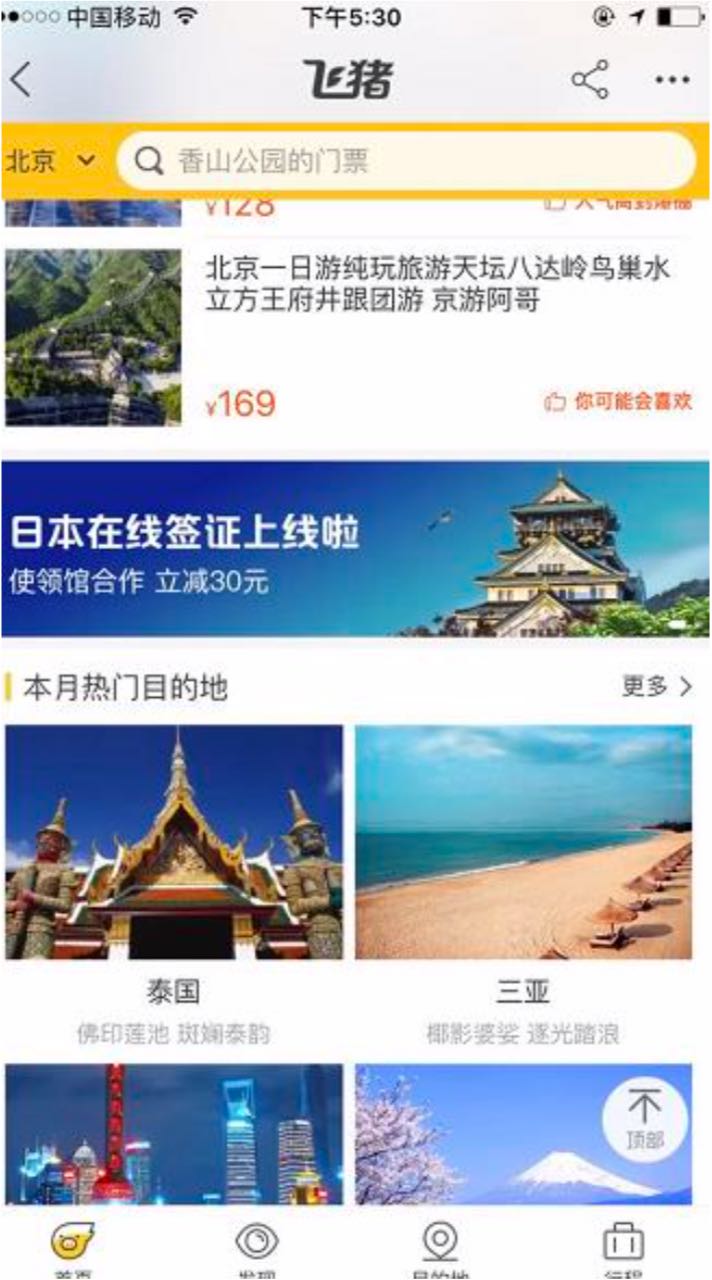 中国移动
下午5:30
飞猪
北京
香山公园的门票
¥128
北京一日游纯玩旅游天坛八达岭鸟巢水
立方王府井跟团游 京游阿哥
¥169
你可能会喜欢
日本在线签证上线啦
使领馆合作 立减30元
本月热门目的地
更多
泰国
三亚
佛印莲池 斑斓泰韵
椰影婆娑 逐光踏浪
顶部
首页
发现
目的地
行程